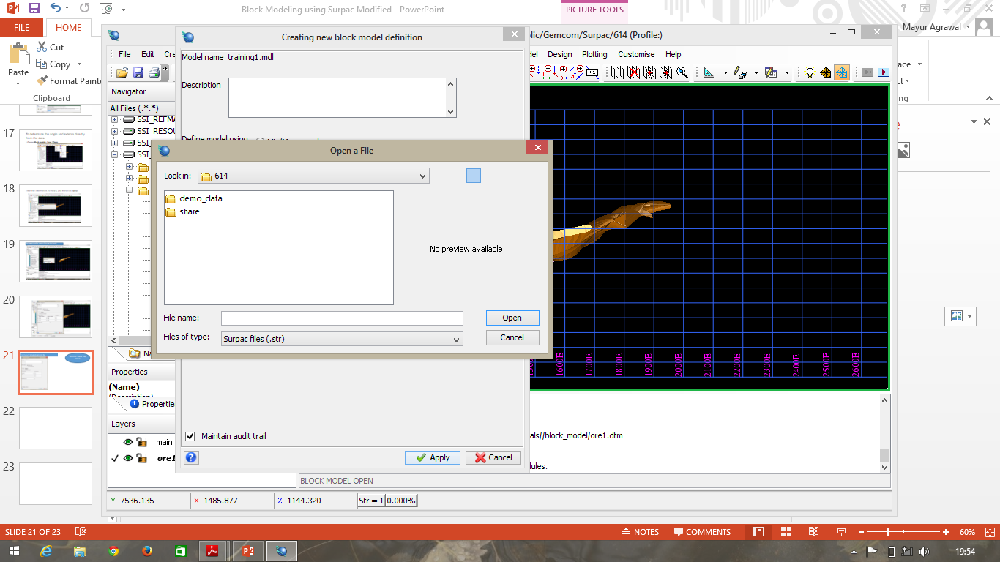 Block Modeling using Surpac Modified - PowerPoint
PICTURE TOOLS
FILE
HOME
Mayur Agrawal
Cut
Copy
Format Painte
Paste
Clipboard
Creating new block model definition
olic/Gemcom/Surpac/614 (Profile:)
File Edit Cre
del Design Plotting Customise Help
Model name training1.mdl
Description
Navigator
All Files (.*.*)
SSI_REFMA
SSI_RESOU
SSI_
Define model using
Open a File
Look in: 614
demo_data
share
No preview available
File name:
Open
Files of type: Surpac files (.str)
Cancel
17
18
19
20
21
22
23
Na
Properties
(Name)
Propertie
Layers
main
ore1
1600E
1700E
1800E
1900E
2000E
2100E
2200E
2300E
2400E
2500E
2600E
Maintain audit trail
Apply
Cancel
als//block_model/ore1.dtm
dules.
BLOCK MODEL OPEN
Y 7536.135 X 1485.877 Z 1144.320 Str = 1 0.000%
SLIDE 21 OF 23
NOTES
COMMENTS
60%
19:54